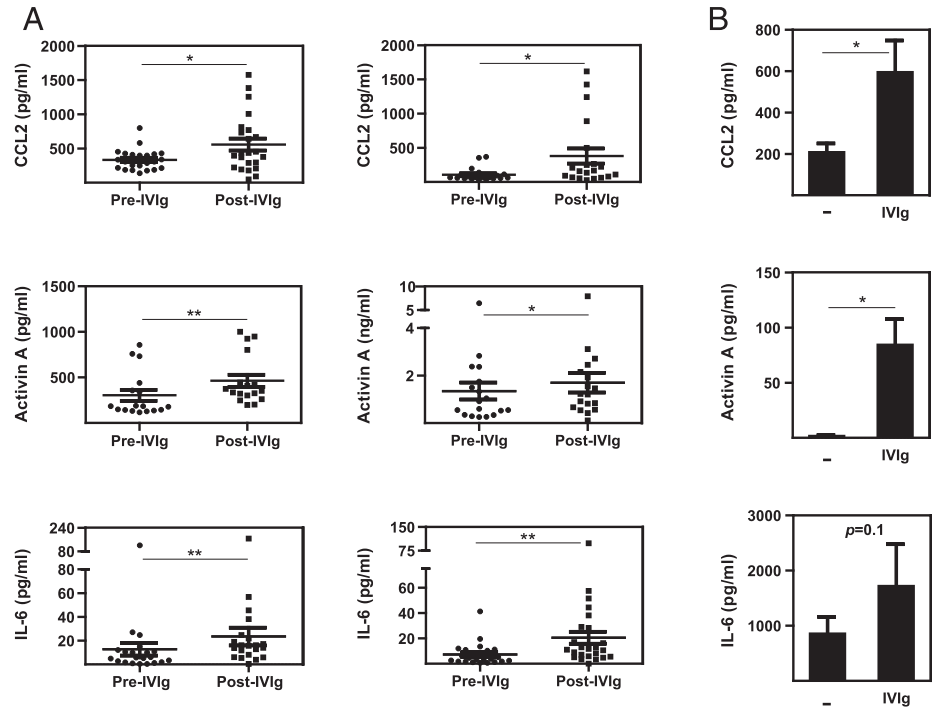 A
B
CCL2 (pg/ml)
2000
1500
1000
500
*
Pre-IVIg
Post-IVIg
CCL2 (pg/ml)
2000
1500
1000
500
*
Pre-IVIg
Post-IVIg
CCL2 (pg/ml)
800
600
400
200
*
–
IVIg
Activin A (pg/ml)
1500
1000
500
**
Pre-IVIg
Post-IVIg
Activin A (ng/ml)
10
5
4
2
*
Pre-IVIg
Post-IVIg
Activin A (pg/ml)
150
100
50
*
–
IVIg
IL-6 (pg/ml)
240
80
80
60
40
20
**
Pre-IVIg
Post-IVIg
IL-6 (pg/ml)
150
75
60
40
20
**
Pre-IVIg
Post-IVIg
IL-6 (pg/ml)
3000
2000
1000
p=0.1
–
IVIg